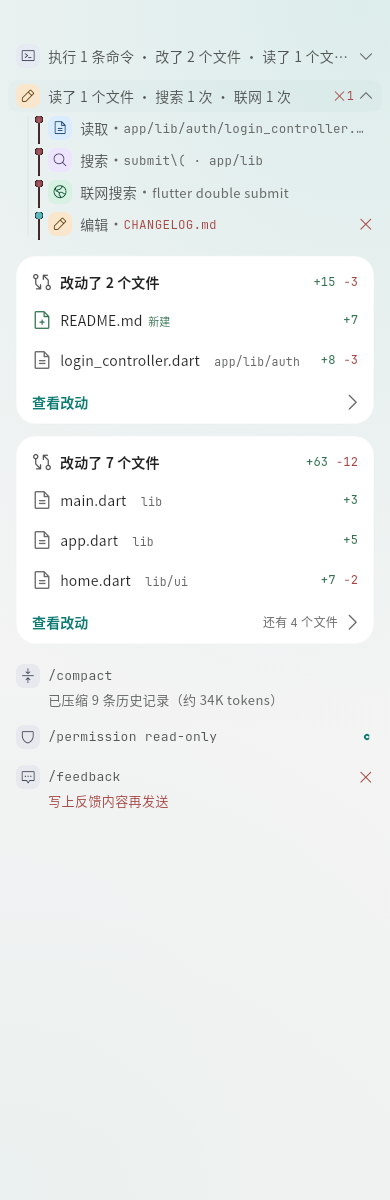 执行 1 条命令 · 改了 2 个文件 · 读了 1 个文…
读了 1 个文件 · 搜索 1 次 · 联网 1 次 ×1
读取 · app/lib/auth/login_controller.…
搜索 · submit\( · app/lib
联网搜索 · flutter double submit
编辑 · CHANGELOG.md
改动了 2 个文件 +15 -3
README.md 新建 +7
login_controller.dart app/lib/auth +8 -3
查看改动
改动了 7 个文件 +63 -12
main.dart lib +3
app.dart lib +5
home.dart lib/ui +7 -2
查看改动 还有 4 个文件
/compact
已压缩 9 条历史记录（约 34K tokens）
/permission read-only
/feedback
写上反馈内容再发送